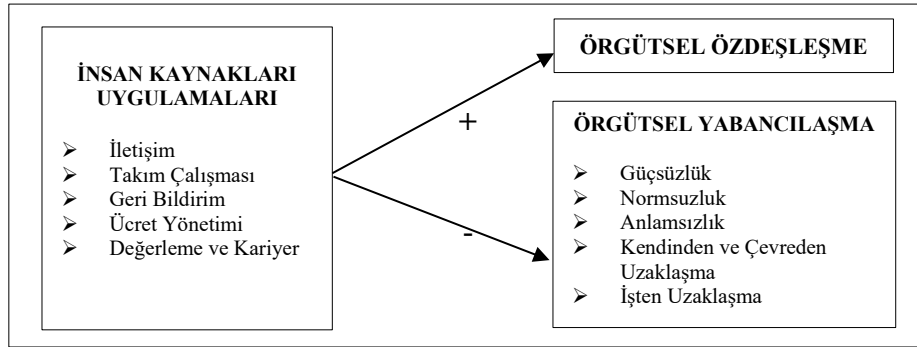 İNSAN KAYNAKLARI
UYGULAMALARI
➢ İletişim
➢ Takım Çalışması
➢ Geri Bildirim
➢ Ücret Yönetimi
➢ Değerleme ve Kariyer
+
-
ÖRGÜTSEL ÖZDEŞLEŞME
ÖRGÜTSEL YABANCILAŞMA
➢ Güçsüzlük
➢ Normsuzluk
➢ Anlamsızlık
➢ Kendinden ve Çevreden
Uzaklaşma
➢ İşten Uzaklaşma